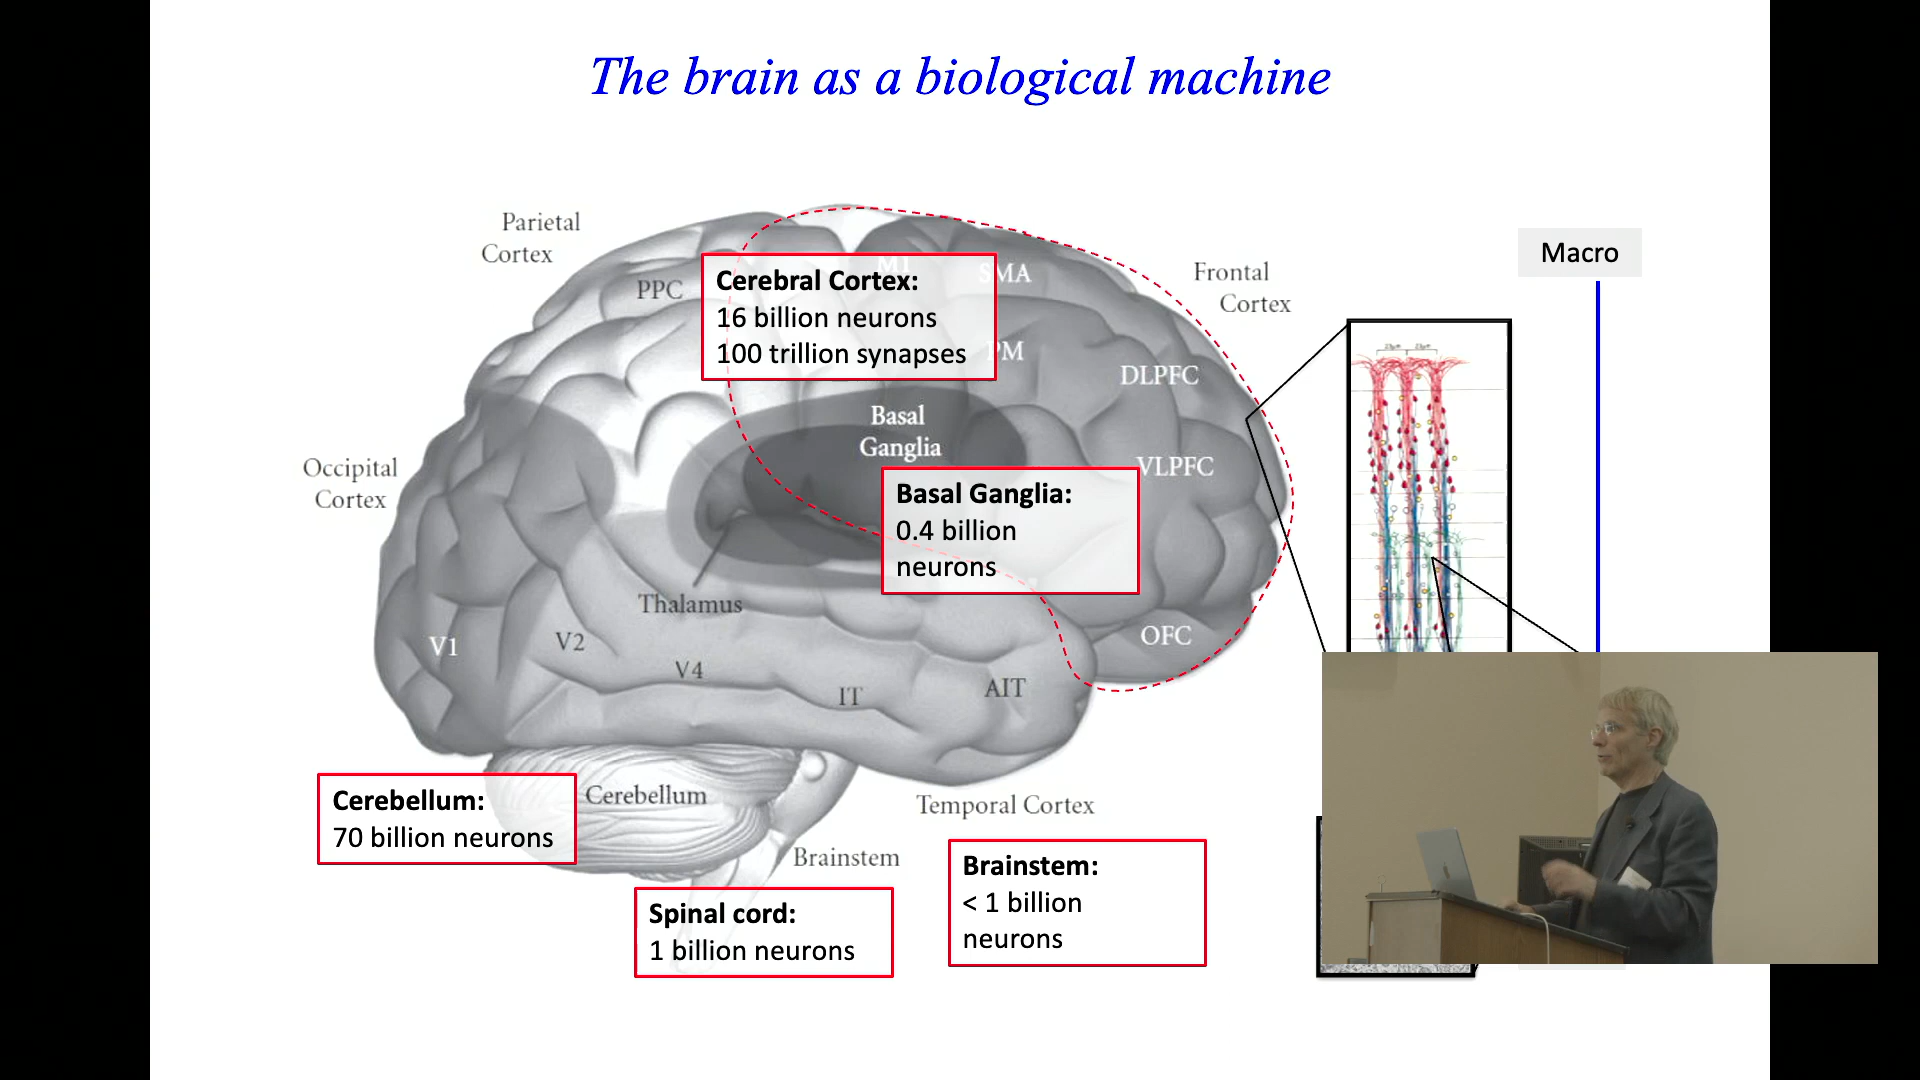 The brain as a biological machine
Parietal
Cortex
PPC
M1
SMA
Cerebral Cortex:
16 billion neurons
100 trillion synapses
PM
Frontal
Cortex
Macro
DLPFC
Basal
Ganglia
VLPFC
Occipital
Cortex
Basal Ganglia:
0.4 billion
neurons
Thalamus
V1
V2
V4
IT
AIT
OFC
Cerebellum:
70 billion neurons
Cerebellum
Temporal Cortex
Brainstem
Brainstem:
< 1 billion
neurons
Spinal cord:
1 billion neurons